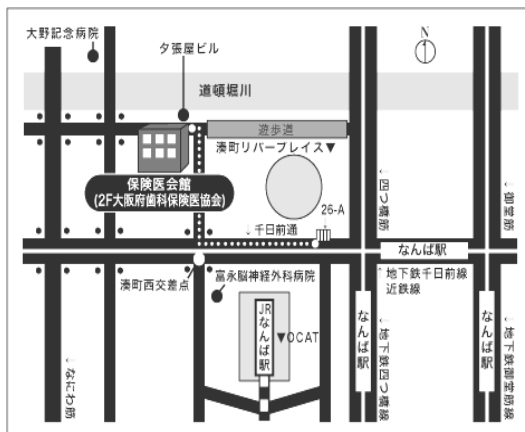 大野記念病院
夕張屋ビル
N
道頓堀川
遊歩道
湊町リバープレイス▼
保険医会館
(2F大阪府歯科保険医協会)
26-A
↓千日前通
↓四つ橋筋
↓御堂筋
なんば駅
湊町西交差点
富永脳神経外科病院
↑地下鉄千日前線
近鉄線
JRなんば駅
▼OCAT
なんば駅
なんば駅
↓なにわ筋
↓地下鉄四つ橋線
↓地下鉄御堂筋線